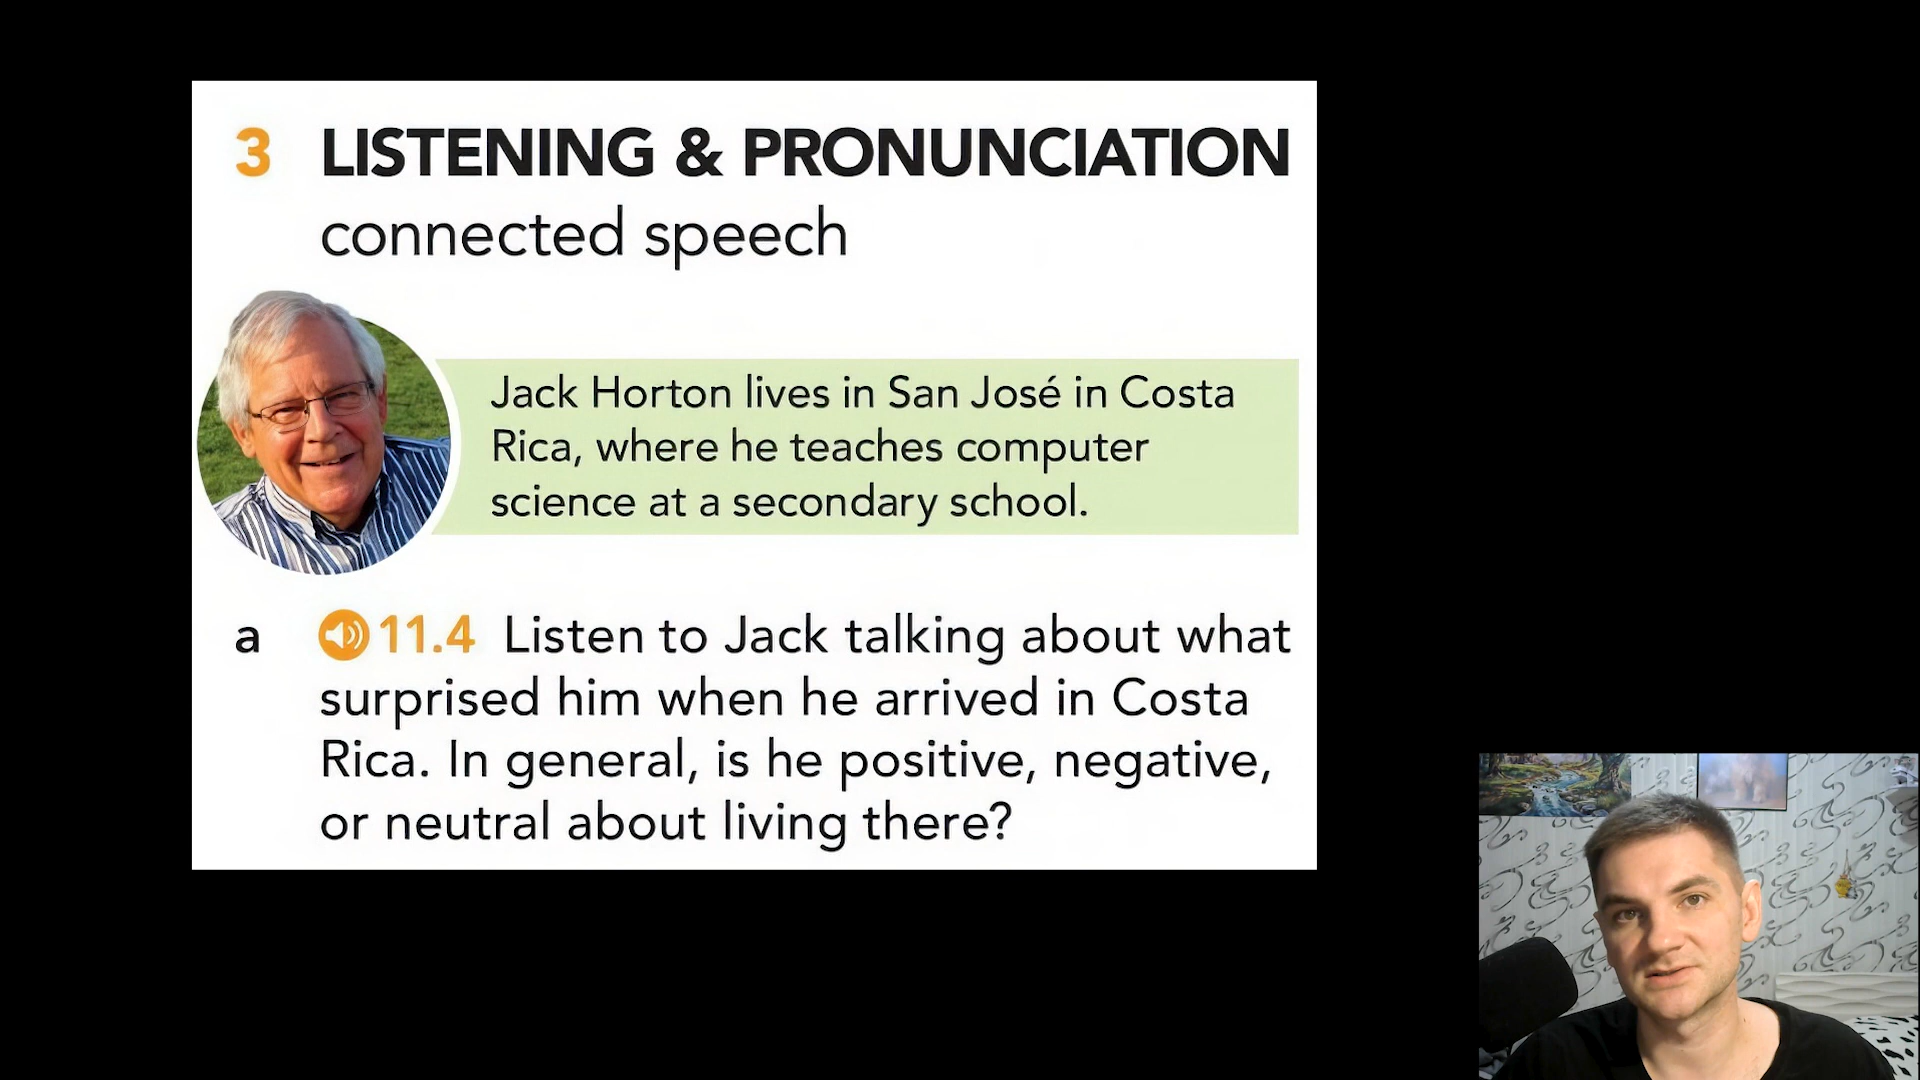 3 LISTENING & PRONUNCIATION
connected speech
Jack Horton lives in San José in Costa
Rica, where he teaches computer
science at a secondary school.
a 11.4 Listen to Jack talking about what
surprised him when he arrived in Costa
Rica. In general, is he positive, negative,
or neutral about living there?